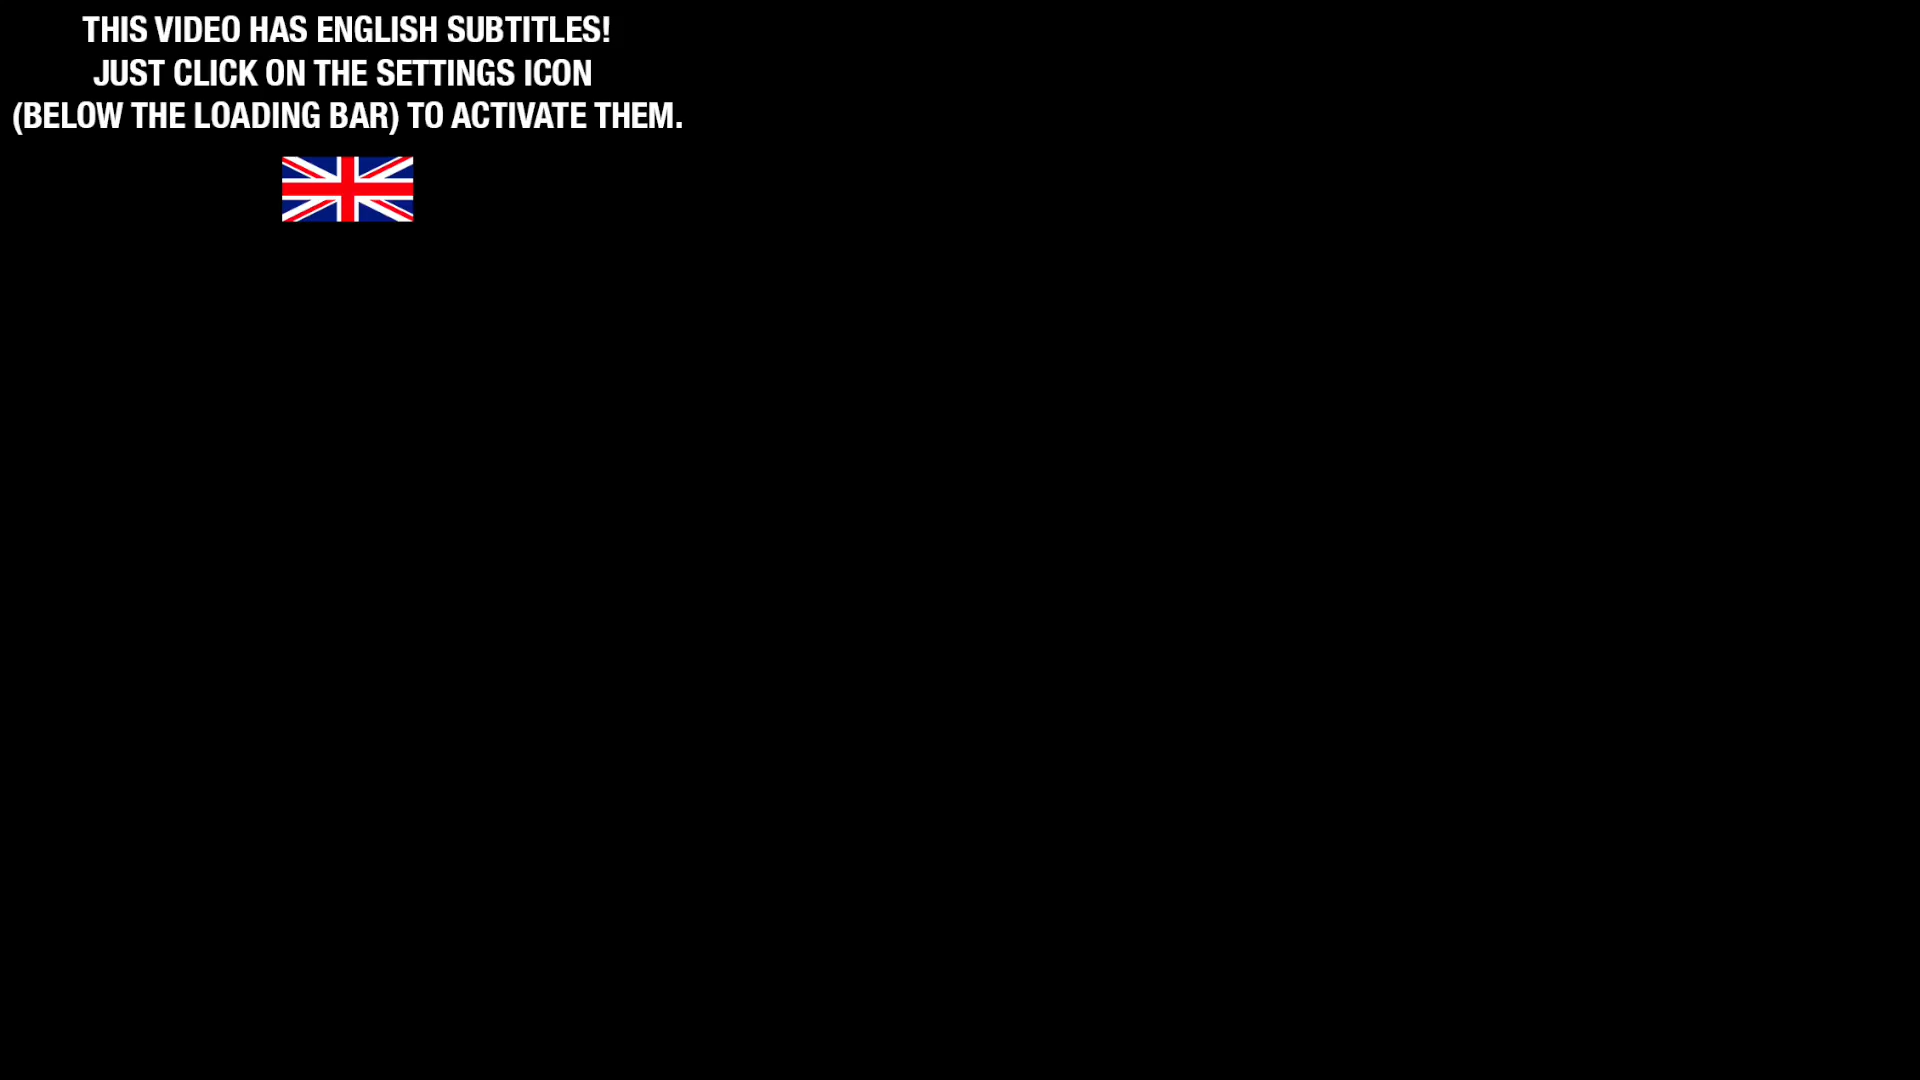 THIS VIDEO HAS ENGLISH SUBTITLES!
JUST CLICK ON THE SETTINGS ICON
(BELOW THE LOADING BAR) TO ACTIVATE THEM.